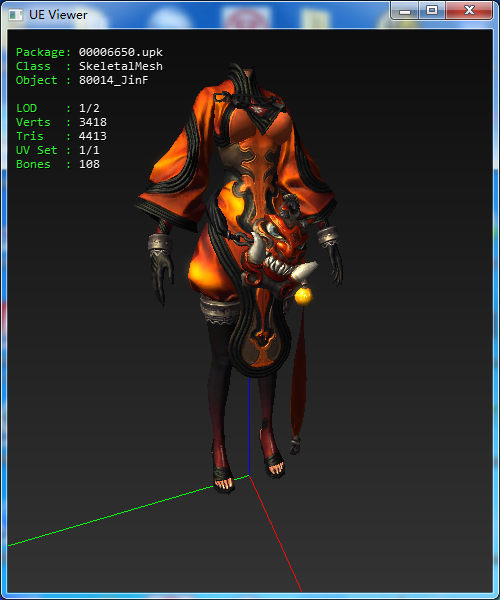 UE Viewer
Package: 00006650.upk
Class : SkeletalMesh
Object : 80014_JinF
LOD : 1/2
Verts : 3418
Tris : 4413
UV Set : 1/1
Bones : 108